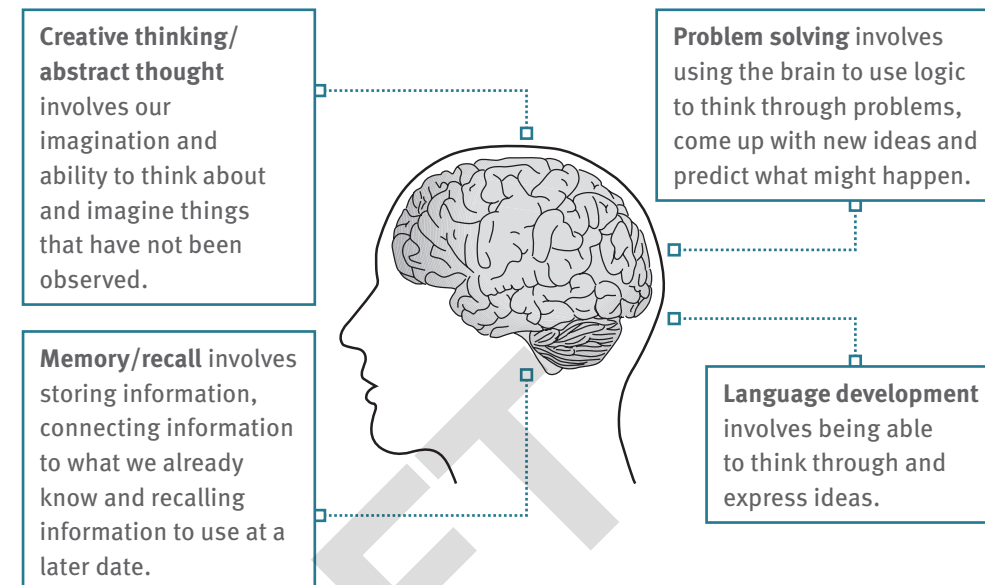 Creative thinking/
abstract thought
involves our
imagination and
ability to think about
and imagine things
that have not been
observed.
Problem solving involves
using the brain to use logic
to think through problems,
come up with new ideas and
predict what might happen.
Memory/recall involves
storing information,
connecting information
to what we already
know and recalling
information to use at a
later date.
Language development
involves being able
to think through and
express ideas.